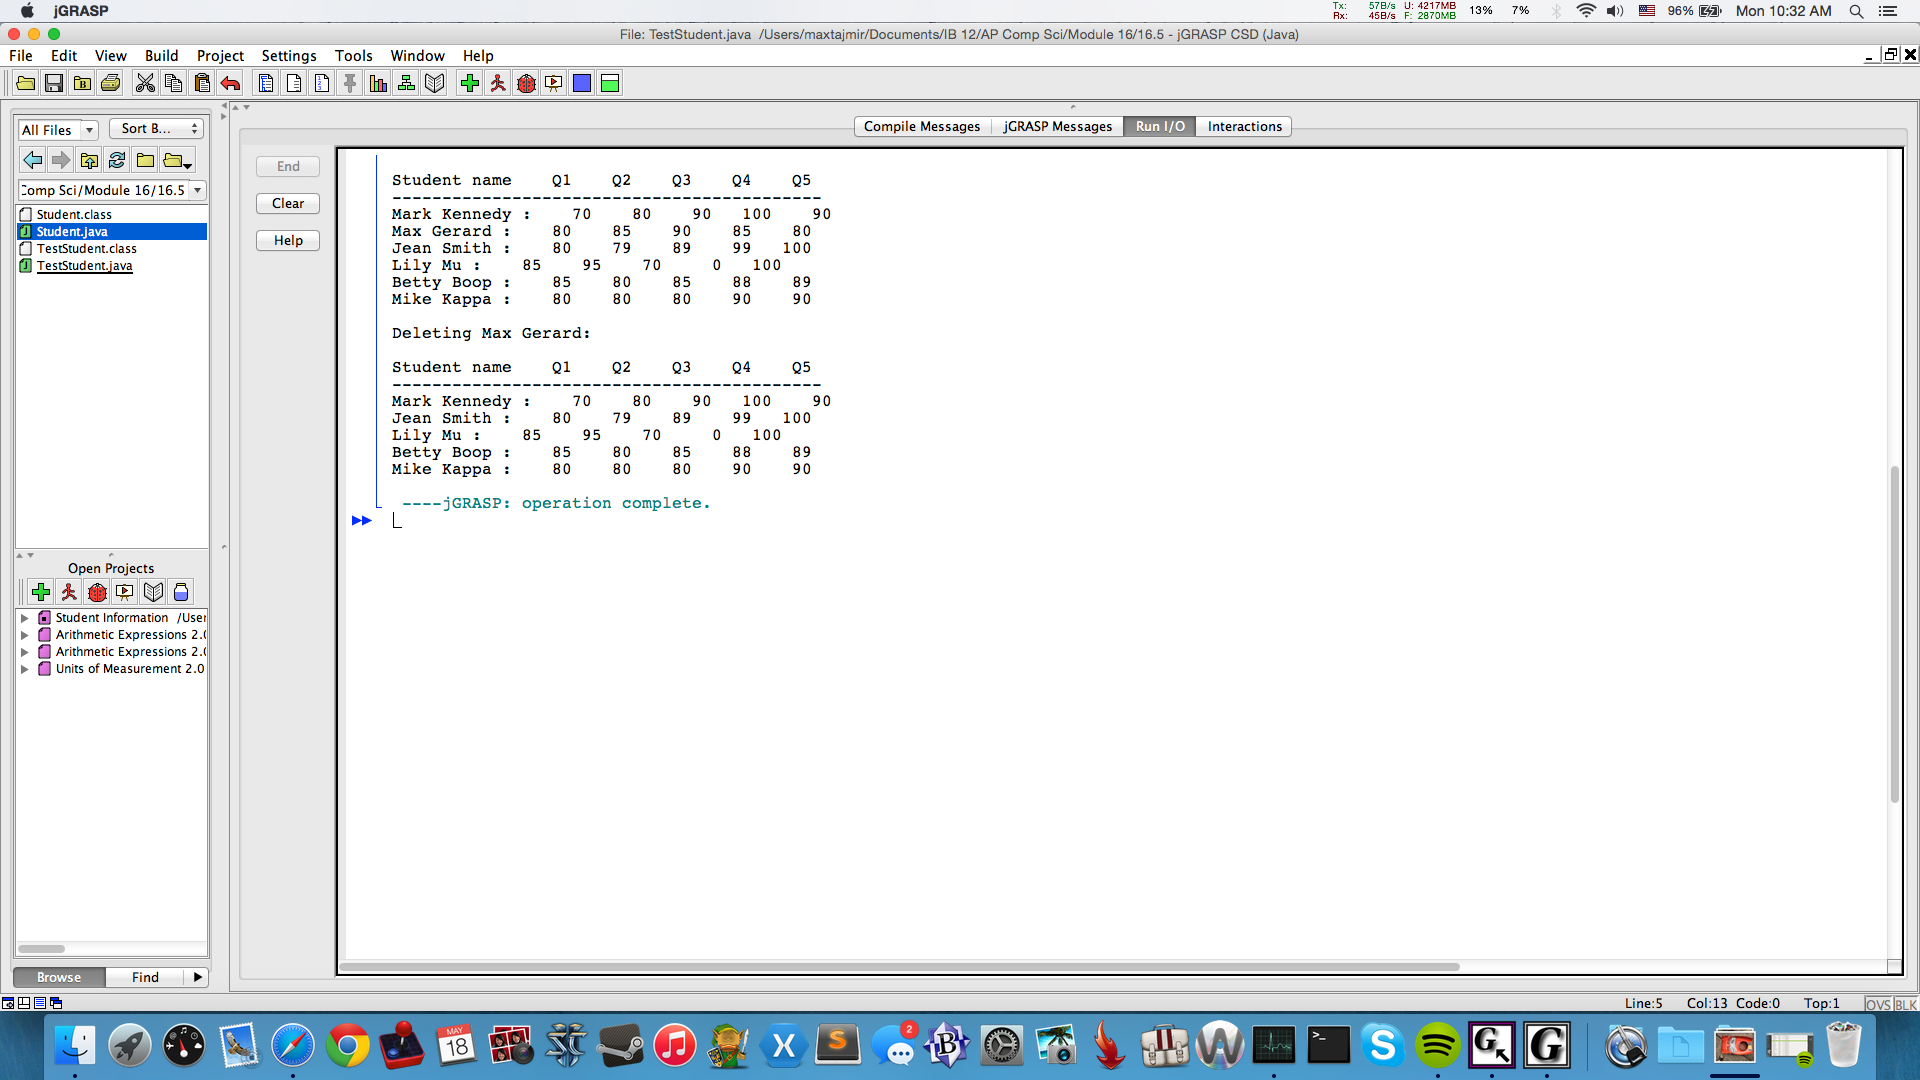 jGRASP
Tx: 57B/s U: 4217MB
Rx: 45B/s F: 2870MB
13% 7% 96% Mon 10:32 AM
File: TestStudent.java /Users/maxtajmir/Documents/IB 12/AP Comp Sci/Module 16/16.5 - jGRASP CSD (Java)
File Edit View Build Project Settings Tools Window Help
All Files Sort B...
Comp Sci/Module 16/16.5
Student.class
Student.java
TestStudent.class
TestStudent.java
Open Projects
Student Information /User
Arithmetic Expressions 2.0
Arithmetic Expressions 2.0
Units of Measurement 2.0
Browse Find
Compile Messages jGRASP Messages Run I/O Interactions
End
Clear
Help
Student name Q1 Q2 Q3 Q4 Q5
-------------------------------------------
Mark Kennedy : 70 80 90 100 90
Max Gerard : 80 85 90 85 80
Jean Smith : 80 79 89 99 100
Lily Mu : 85 95 70 0 100
Betty Boop : 85 80 85 88 89
Mike Kappa : 80 80 80 90 90
Deleting Max Gerard:
Student name Q1 Q2 Q3 Q4 Q5
-------------------------------------------
Mark Kennedy : 70 80 90 100 90
Jean Smith : 80 79 89 99 100
Lily Mu : 85 95 70 0 100
Betty Boop : 85 80 85 88 89
Mike Kappa : 80 80 80 90 90
----jGRASP: operation complete.
Line:5 Col:13 Code:0 Top:1 OVS BLK
MAY
18
2